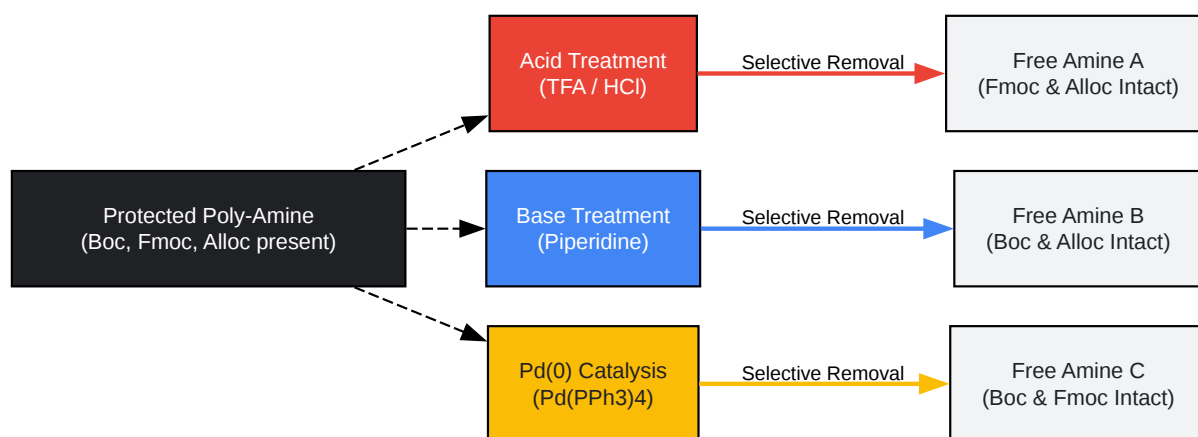 Acid Treatment
(TFA / HCl)
Selective Removal
Free Amine A
(Fmoc & Alloc Intact)
Protected Poly-Amine
(Boc, Fmoc, Alloc present)
Base Treatment
(Piperidine)
Selective Removal
Free Amine B
(Boc & Alloc Intact)
Pd(0) Catalysis
(Pd(PPh3)4)
Selective Removal
Free Amine C
(Boc & Fmoc Intact)